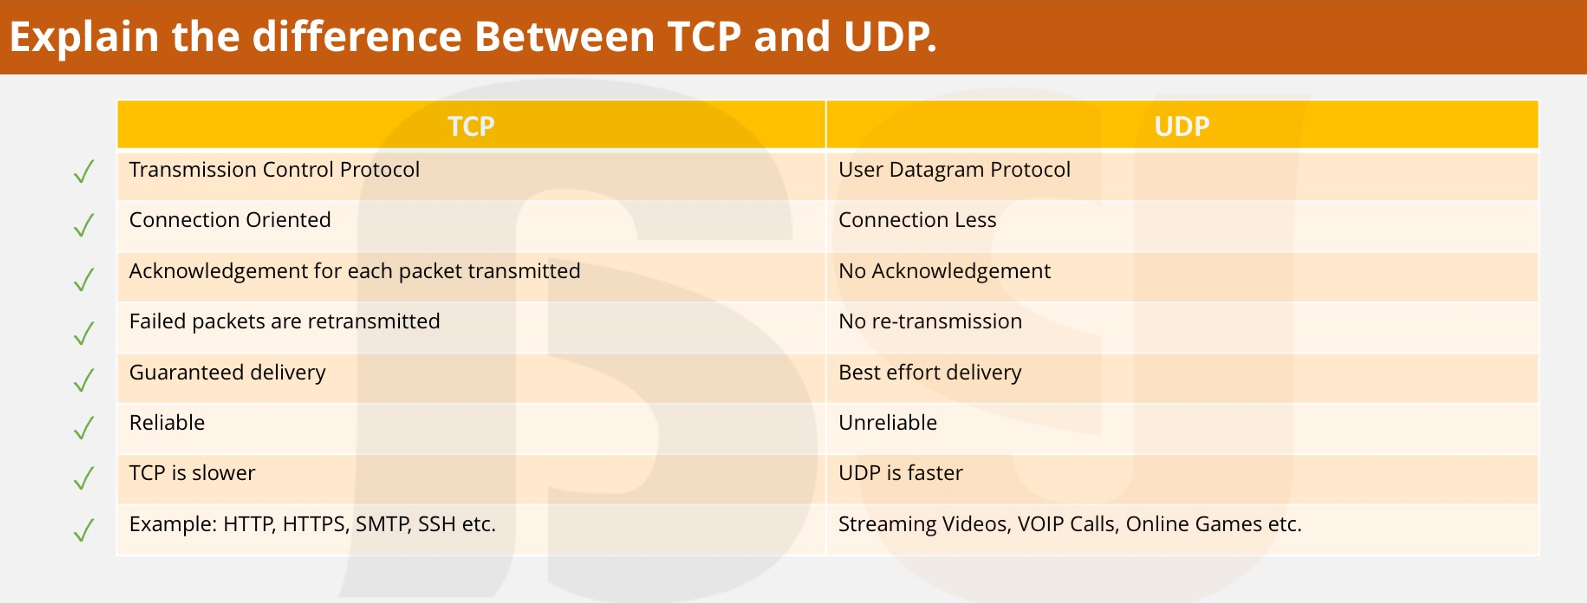 Explain the difference Between TCP and UDP.
TCP UDP
Transmission Control Protocol User Datagram Protocol
Connection Oriented Connection Less
Acknowledgement for each packet transmitted No Acknowledgement
Failed packets are retransmitted No re-transmission
Guaranteed delivery Best effort delivery
Reliable Unreliable
TCP is slower UDP is faster
Example: HTTP, HTTPS, SMTP, SSH etc. Streaming Videos, VOIP Calls, Online Games etc.